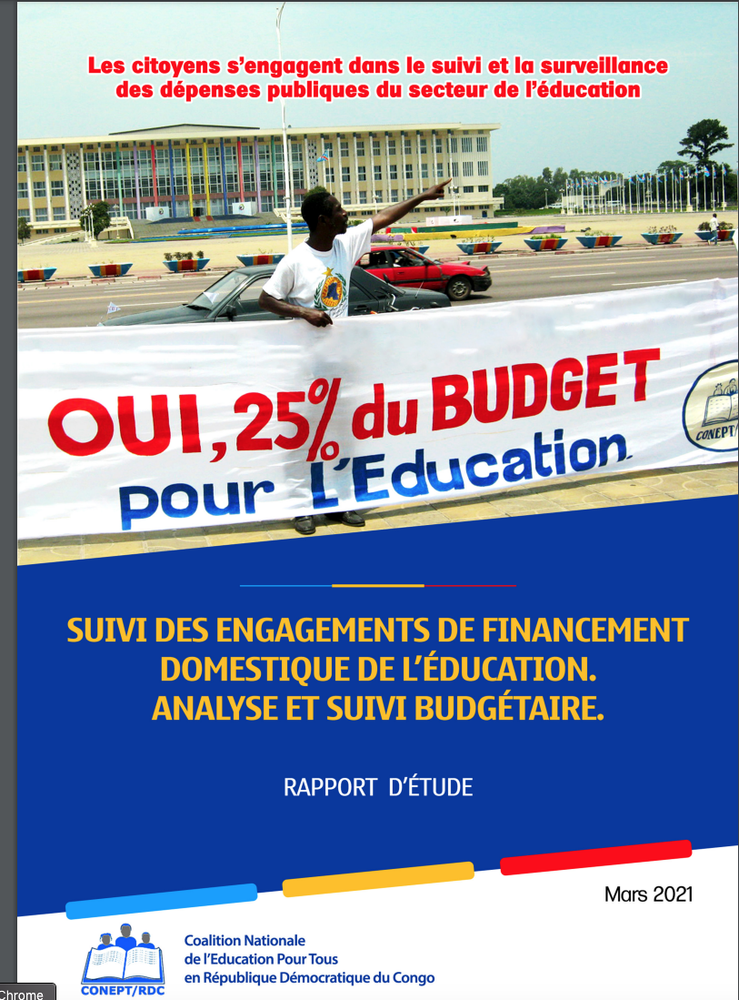 Les citoyens s'engagent dans le suivi et la surveillance
des dépenses publiques du secteur de l'éducation
OUI, 25% du BUDGET
pour L'Education.
CONEPT/
SUIVI DES ENGAGEMENTS DE FINANCEMENT
DOMESTIQUE DE L'ÉDUCATION.
ANALYSE ET SUIVI BUDGÉTAIRE.
RAPPORT D'ÉTUDE
Mars 2021
Coalition Nationale
de l'Education Pour Tous
en République Démocratique du Congo
CONEPT/RDC
Chrome